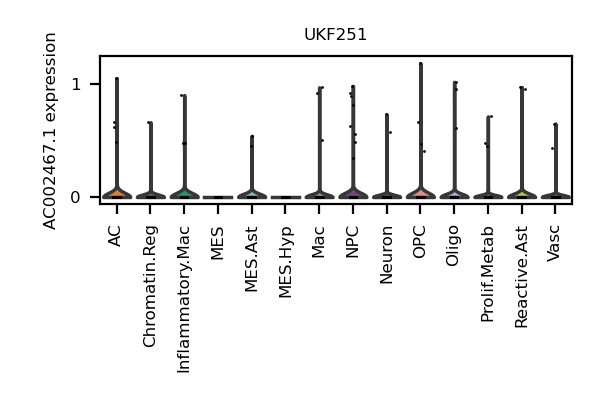 UKF251
AC002467.1 expression
1
0
AC
Chromatin.Reg
Inflammatory.Mac
MES
MES.Ast
MES.Hyp
Mac
NPC
Neuron
OPC
Oligo
Prolif.Metab
Reactive.Ast
Vasc